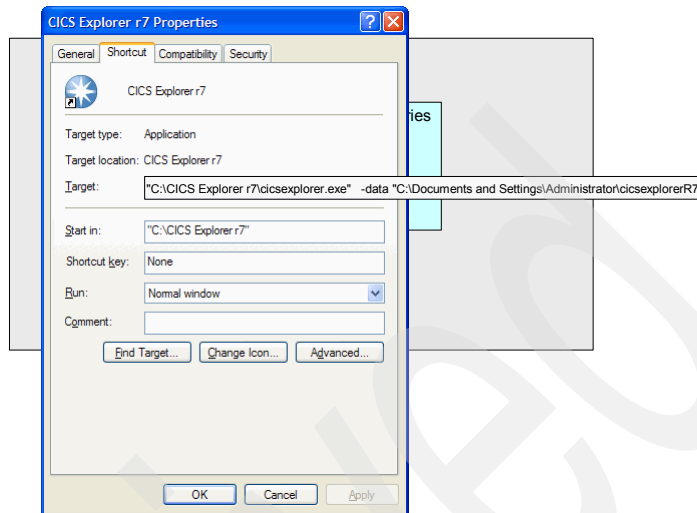 CICS Explorer r7 Properties
General Shortcut Compatibility Security
CICS Explorer r7
Target type: Application
Target location: CICS Explorer r7
Target: "C:\CICS Explorer r7\cicsexplorer.exe" -data "C:\Documents and Settings\Administrator\cicsexplorerR7
Start in: "C:\CICS Explorer r7"
Shortcut key: None
Run: Normal window
Comment:
Find Target... Change Icon... Advanced...
OK Cancel Apply